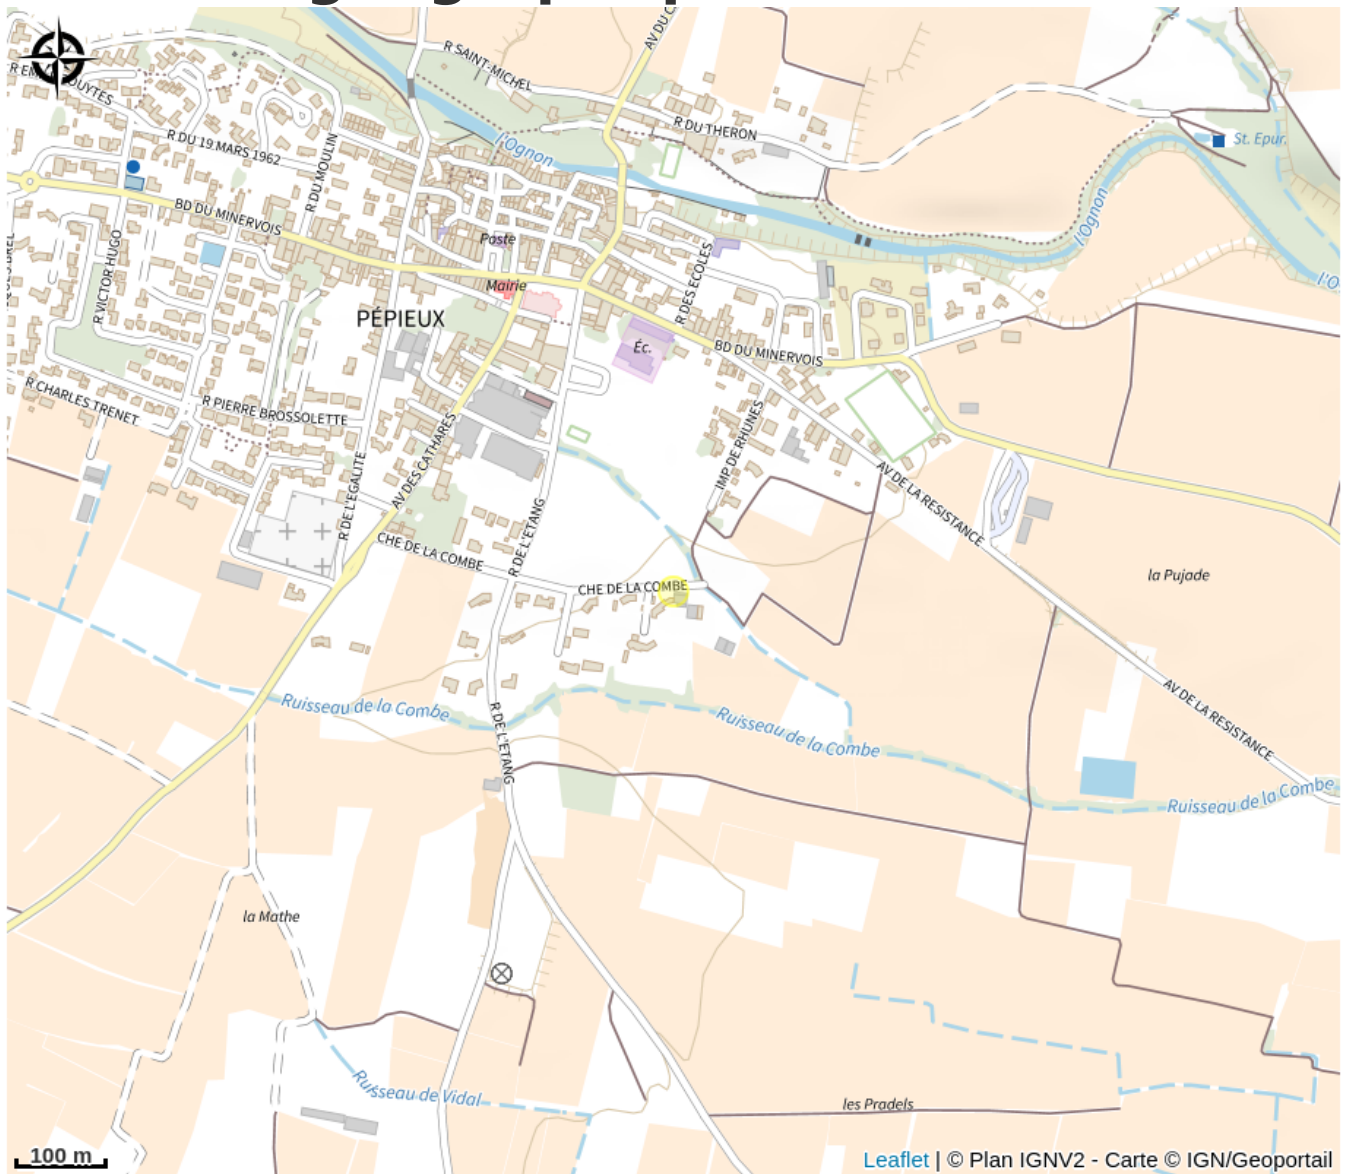 R SAINT-MICHEL
R DU THERON
R DU 19 MARS 1962
R DU MOULIN
l'Ognon
St. Epur.
BD DU MINERVOIS
l'Ognon
R VICTOR HUGO
Poste
R DES ECOLES
Mairie
PÉPIEUX
Éc.
BD DU MINERVOIS
R CHARLES TRENET
R PIERRE BROSSOLETTE
AV DES CATHARES
IMP DE RHUNES
R DE L'EGALITE
AV DE LA RESISTANCE
R DE L'ETANG
CHE DE LA COMBE
CHE DE LA COMBE
la Pujade
Ruisseau de la Combe
R DE L'ETANG
Ruisseau de la Combe
AV DE LA RESISTANCE
Ruisseau de la Combe
la Mathe
Ruisseau de Vidal
les Pradels
100 m
Leaflet | © Plan IGNV2 - Carte © IGN/Geoportail